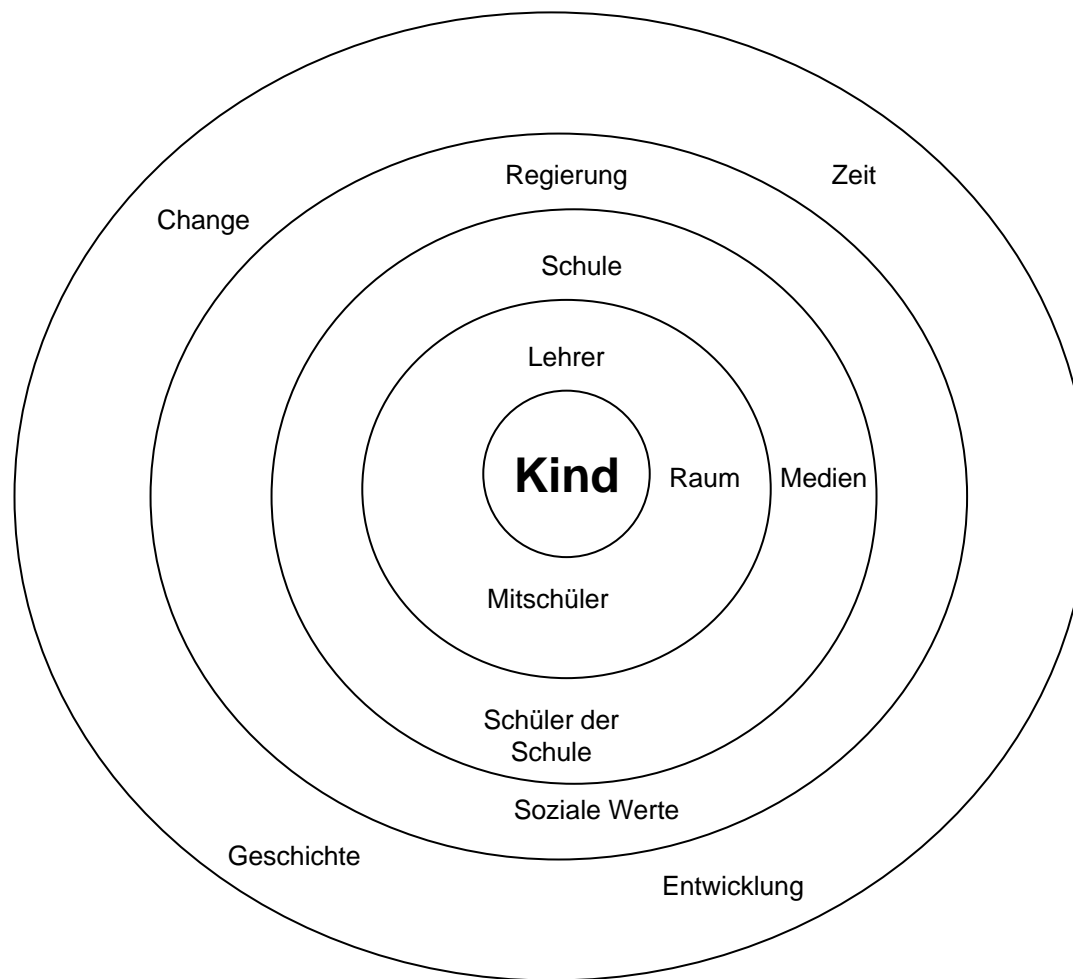 Regierung
Zeit
Change
Schule
Lehrer
Kind
Raum
Medien
Mitschüler
Schüler der
Schule
Soziale Werte
Geschichte
Entwicklung